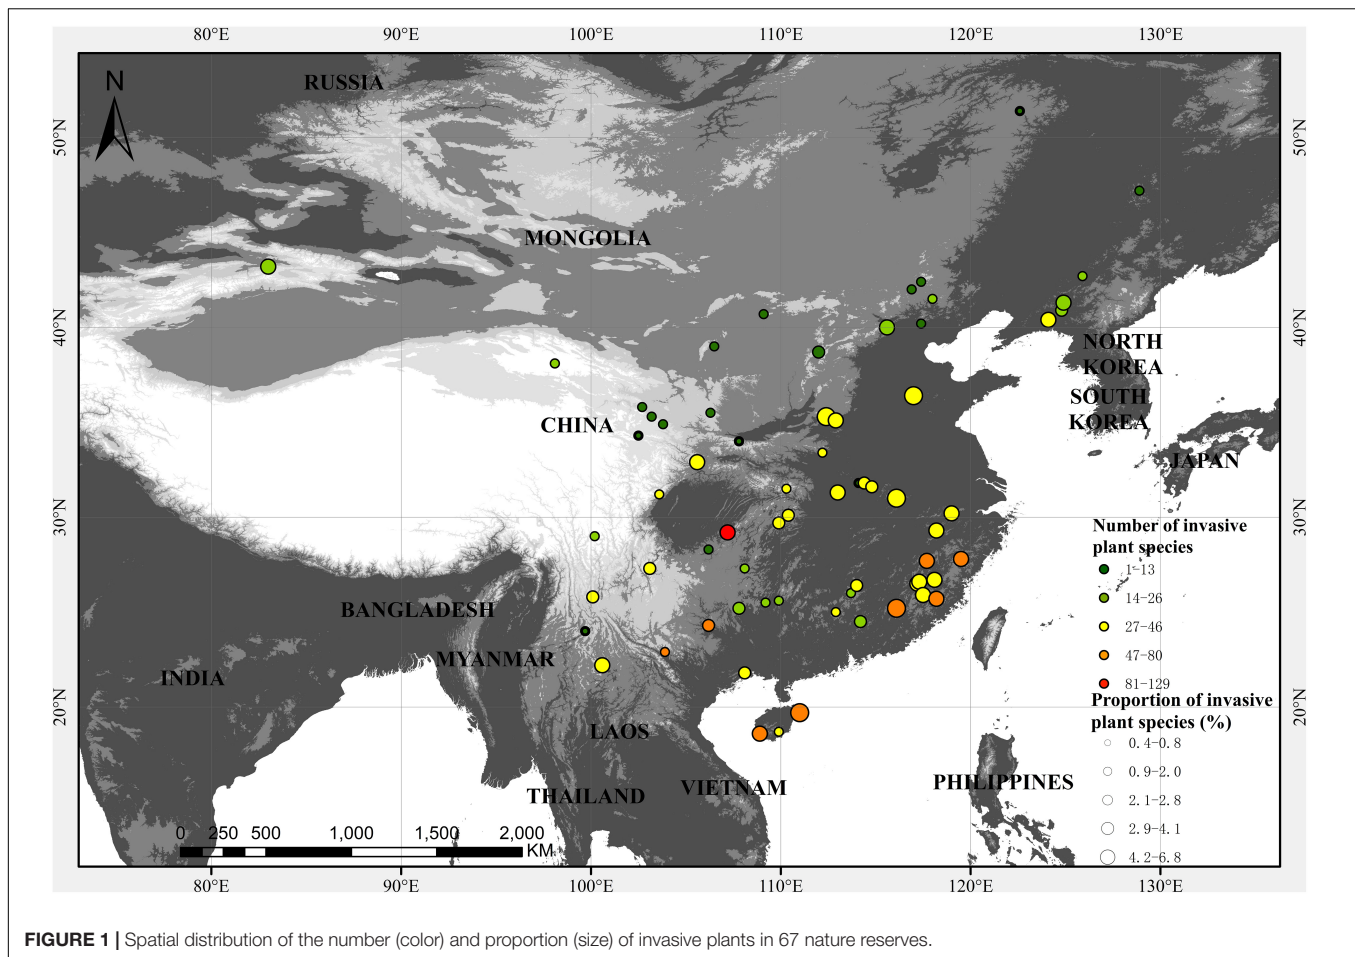 80°E 90°E 100°E 110°E 120°E 130°E
N
RUSSIA
50°N 50°N
MONGOLIA
40°N 40°N
NORTH
KOREA
SOUTH
KOREA
CHINA
JAPAN
30°N 30°N
Number of invasive
plant species
1-13
14-26
27-46
47-80
81-129
BANGLADESH
MYANMAR
INDIA
20°N 20°N
LAOS
Proportion of invasive
plant species (%)
0.4-0.8
0.9-2.0
2.1-2.8
2.9-4.1
4.2-6.8
VIETNAM
PHILIPPINES
THAILAND
0 250 500 1,000 1,500 2,000
KM
80°E 90°E 100°E 110°E 120°E 130°E
FIGURE 1 | Spatial distribution of the number (color) and proportion (size) of invasive plants in 67 nature reserves.